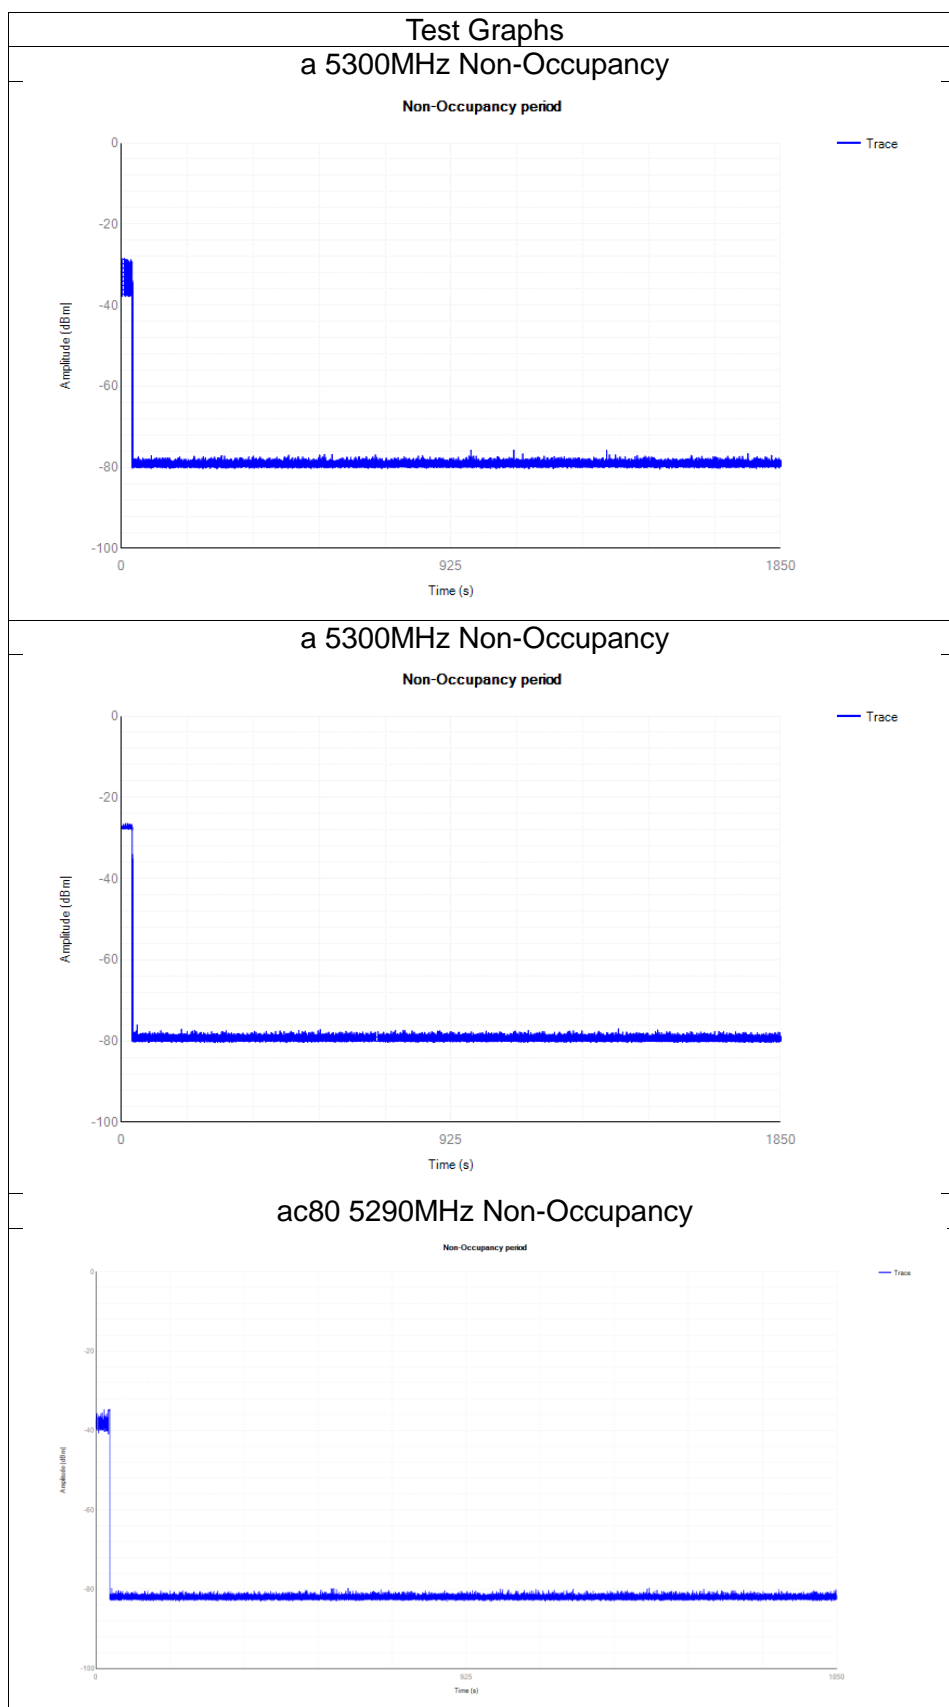 Test Graphs
a 5300MHz Non-Occupancy
Non-Occupancy period
Trace
0
-20
-40
-60
-80
-100
Amplitude [dBm]
0 925 1850
Time (s)
a 5300MHz Non-Occupancy
Non-Occupancy period
Trace
0
-20
-40
-60
-80
-100
Amplitude [dBm]
0 925 1850
Time (s)
ac80 5290MHz Non-Occupancy
Non-Occupancy period
Trace
0
-20
-40
-60
-80
-100
Amplitude [dBm]
0 925 1850
Time (s)